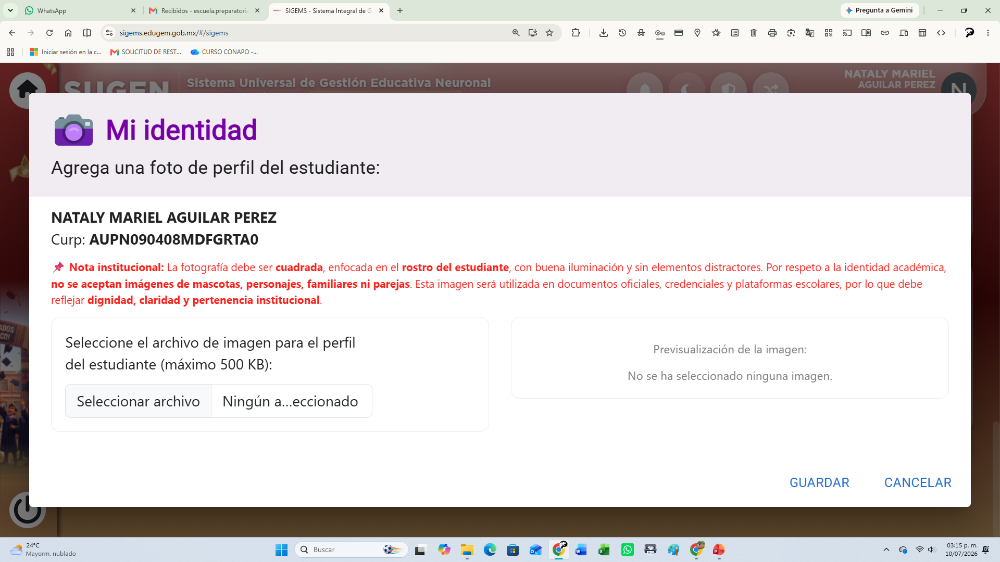 WhatsApp
Recibidos - escuela.preparatoria
SIGEMS - Sistema Integral de G
Pregunta a Gemini
sigems.edugem.gob.mx/#/sigems
Iniciar sesión en la c...
SOLICITUD DE REST...
CURSO CONAPO -...
SUGEN
Sistema Universal de Gestión Educativa Neuronal
NATALY MARIEL
AGUILAR PEREZ
N
Mi identidad
Agrega una foto de perfil del estudiante:
NATALY MARIEL AGUILAR PEREZ
Curp: AUPN090408MDFGRTA0
Nota institucional: La fotografía debe ser cuadrada, enfocada en el rostro del estudiante, con buena iluminación y sin elementos distractores. Por respeto a la identidad académica,
no se aceptan imágenes de mascotas, personajes, familiares ni parejas. Esta imagen será utilizada en documentos oficiales, credenciales y plataformas escolares, por lo que debe
reflejar dignidad, claridad y pertenencia institucional.
Seleccione el archivo de imagen para el perfil
del estudiante (máximo 500 KB):
Seleccionar archivo
Ningún a...eccionado
Previsualización de la imagen:
No se ha seleccionado ninguna imagen.
GUARDAR
CANCELAR
24°C
Mayorm. nublado
Buscar
03:15 p. m.
10/07/2026